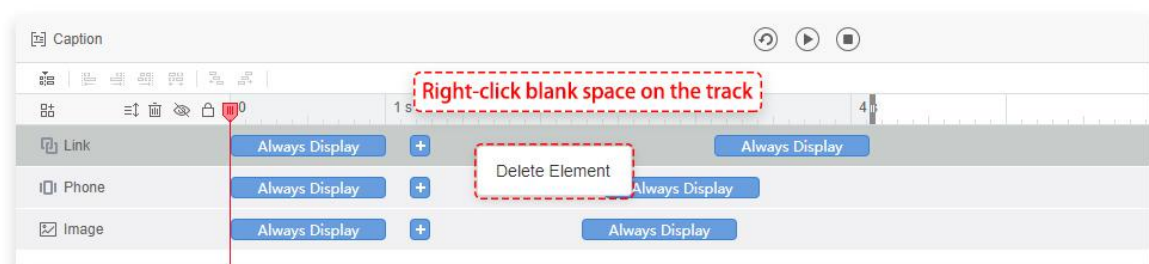 Caption
Right-click blank space on the track
0
1 s
4
Link
Always Display
Always Display
Delete Element
Phone
Always Display
Always Display
Image
Always Display
Always Display